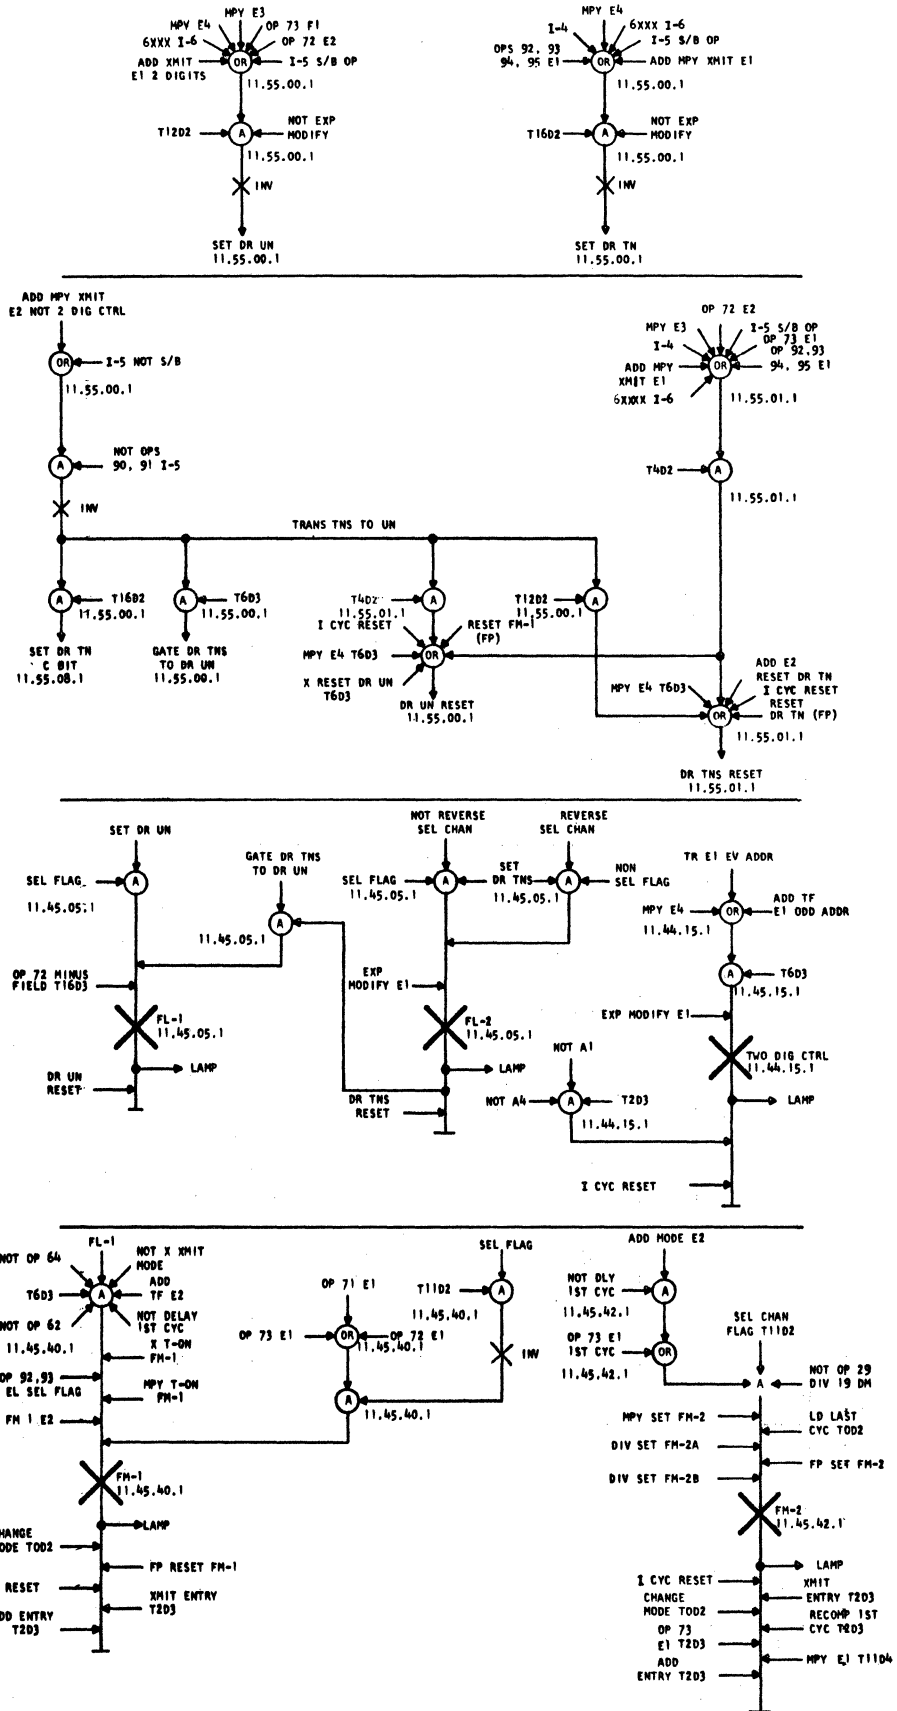 MPY E3
MPY E4
OP 73 F1
6XXX I-6
OP 72 E2
ADD XMIT
E1 2 DIGITS
OR
I-5 S/B OP
11.55.00.1
T12D2
A
NOT EXP
MODIFY
11.55.00.1
INV
SET DR UN
11.55.00.1
MPY E4
I-4
6XXX I-6
I-5 S/B OP
OPS 92, 93
94, 95 E1
OR
ADD MPY XMIT E1
11.55.00.1
T16D2
A
NOT EXP
MODIFY
11.55.00.1
INV
SET DR TN
11.55.00.1
ADD MPY XMIT
E2 NOT 2 DIG CTRL
OR
I-5 NOT S/B
11.55.00.1
A
NOT OPS
90, 91 I-5
INV
TRANS TNS TO UN
OP 72 E2
MPY E3
I-5 S/B OP
OP 73 E1
I-4
OP 92,93
94, 95 E1
ADD MPY
XMIT E1
OR
6XXXX I-6
11.55.01.1
T4D2
A
11.55.01.1
A
T16D2
11.55.00.1
SET DR TN
C BIT
11.55.08.1
A
T6D3
11.55.00.1
GATE DR TNS
TO DR UN
11.55.00.1
T4D2
A
11.55.01.1
I CYC RESET
RESET FM-1
(FP)
MPY E4 T6D3
OR
X RESET DR UN
T6D3
DR UN RESET
11.55.00.1
T12D2
A
11.55.00.1
MPY E4 T6D3
ADD E2
RESET DR TN
I CYC RESET
RESET
DR TN (FP)
OR
11.55.01.1
DR TNS RESET
11.55.01.1
SET DR UN
SEL FLAG
A
11.45.05.1
GATE DR TNS
TO DR UN
A
11.45.05.1
OP 72 MINUS
FIELD T16D3
FL-1
11.45.05.1
LAMP
DR UN
RESET
NOT REVERSE
SEL CHAN
REVERSE
SEL CHAN
SEL FLAG
A
11.45.05.1
SET
DR TNS
A
11.45.05.1
NON
SEL FLAG
EXP
MODIFY E1
FL-2
11.45.05.1
LAMP
DR TNS
RESET
TR E1 EV ADDR
MPY E4
OR
ADD TF
E1 ODD ADDR
11.44.15.1
A
T6D3
11.45.15.1
EXP MODIFY E1
TWO DIG CTRL
11.44.15.1
LAMP
NOT A1
NOT A4
A
T2D3
11.44.15.1
I CYC RESET
FL-1
NOT OP 64
NOT X XMIT
MODE
T6D3
A
ADD
TF E2
NOT OP 62
NOT DELAY
1ST CYC
11.45.40.1
X T-ON
FM-1
OP 92,93
EL SEL FLAG
MPY T-ON
FM-1
FM 1 E2
FM-1
11.45.40.1
LAMP
HANGE
ODE T0D2
FP RESET FM-1
RESET
XMIT ENTRY
T2D3
DD ENTRY
T2D3
OP 71 E1
OP 73 E1
OR
OP 72 E1
11.45.40.1
A
11.45.40.1
SEL FLAG
T11D2
A
11.45.40.1
INV
ADD MODE E2
NOT DLY
1ST CYC
A
11.45.42.1
OP 73 E1
1ST CYC
OR
11.45.42.1
SEL CHAN
FLAG T11D2
A
NOT OP 29
DIV 19 DM
MPY SET FM-2
LD LAST
CYC T0D2
DIV SET FM-2A
FP SET FM-2
DIV SET FM-2B
FM-2
11.45.42.1
LAMP
I CYC RESET
XMIT
ENTRY T2D3
CHANGE
MODE T0D2
RECOMP 1ST
CYC T2D3
OP 73
E1 T2D3
MPY E1 T11D4
ADD
ENTRY T2D3